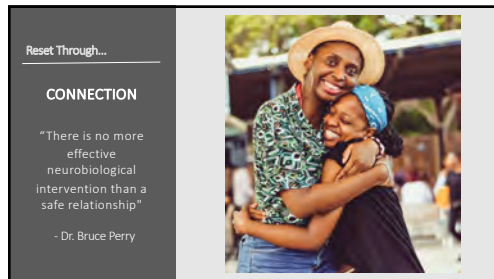 Reset Through...
CONNECTION
“There is no more
effective
neurobiological
intervention than a
safe relationship"
- Dr. Bruce Perry